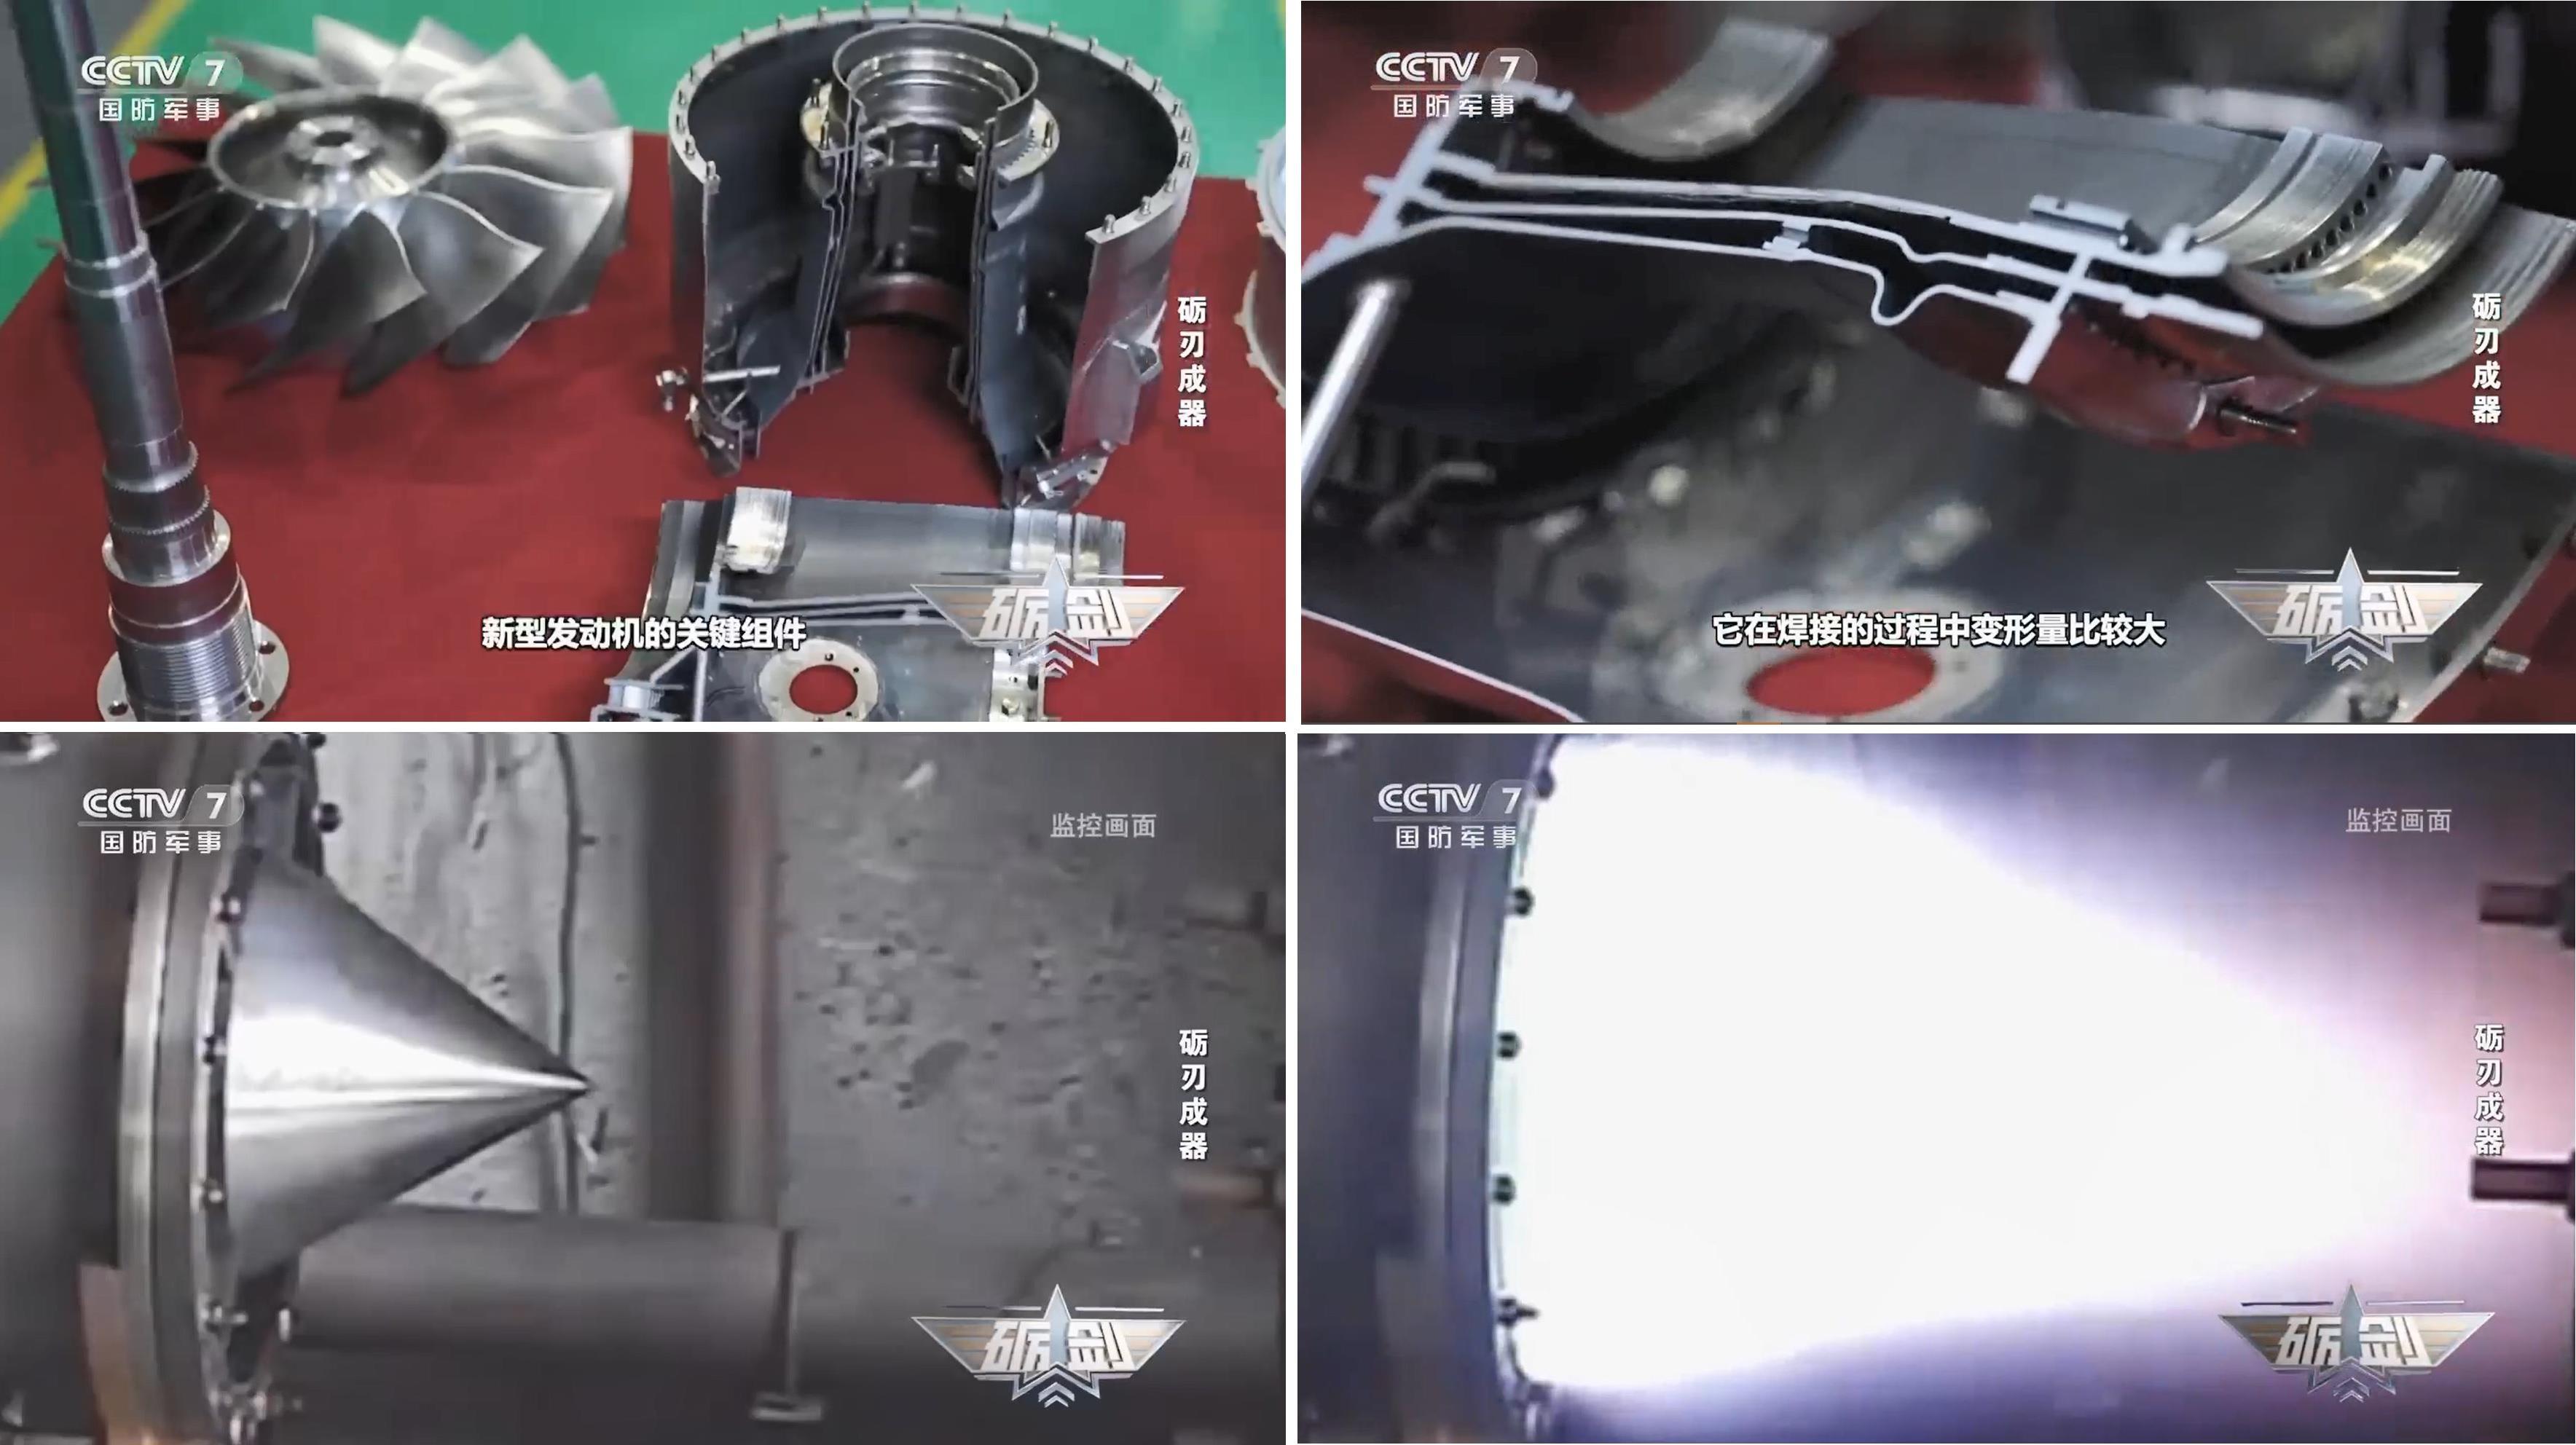 CCTV 7
国防军事
砺刃成器
新型发动机的关键组件
砺剑
CCTV 7
国防军事
砺刃成器
它在焊接的过程中变形量比较大
砺剑
CCTV 7
国防军事
监控画面
砺刃成器
砺剑
CCTV 7
国防军事
监控画面
砺刃成器
砺剑